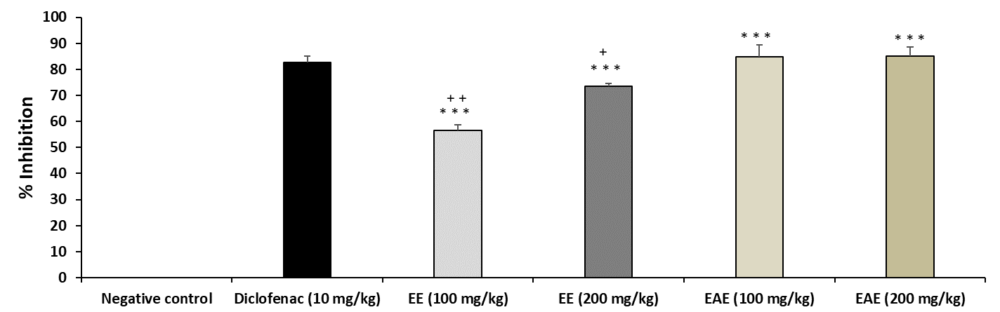 100
90
80
70
60
50
40
30
20
10
0
% Inhibition
+ +
* * *
+
* * *
* * *
* * *
Negative control
Diclofenac (10 mg/kg)
EE (100 mg/kg)
EE (200 mg/kg)
EAE (100 mg/kg)
EAE (200 mg/kg)